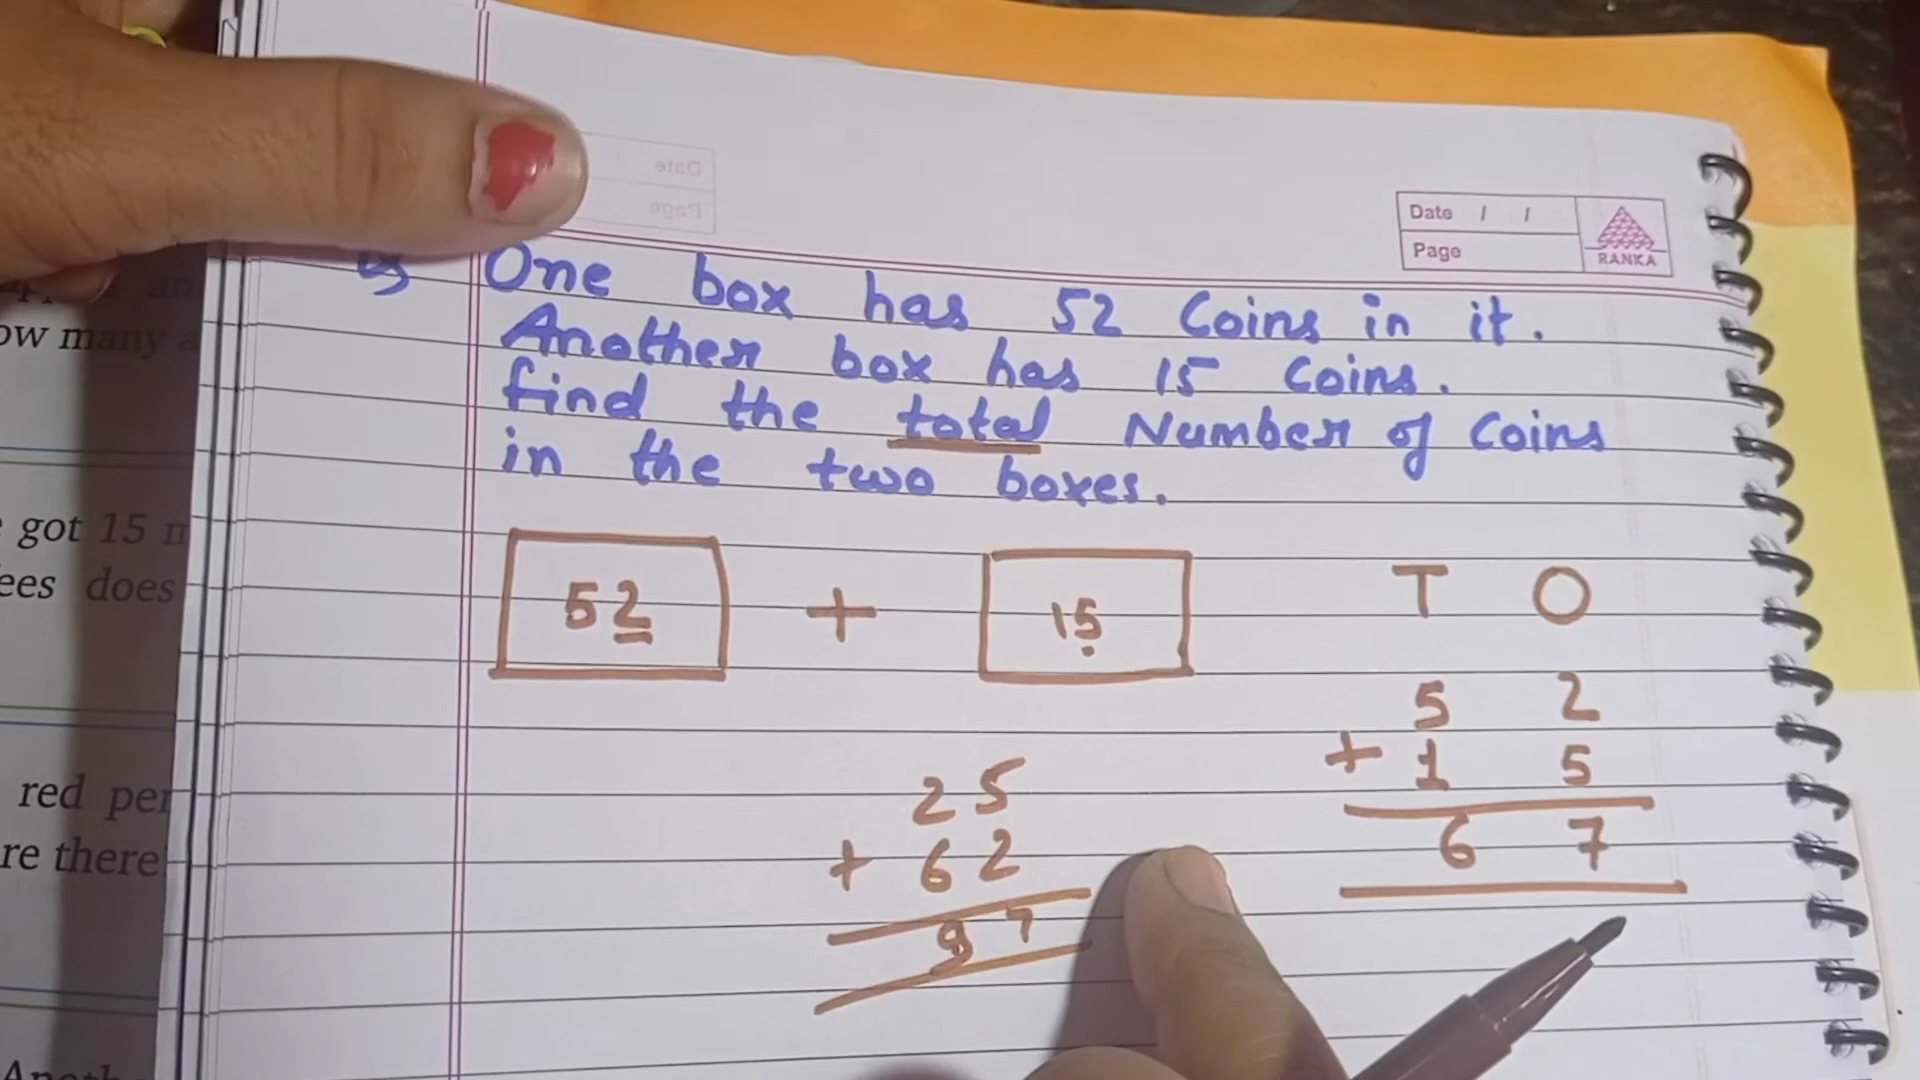 Date / /
Page
RANKA
One box has 52 Coins in it.
Another box has 15 Coins.
find the total Number of Coins
in the two boxes.
52 + 15
T O
5 2
+ 1 5
6 7
2 5
+ 6 2
8 7
ow many
got 15
ees does
red pen
re there